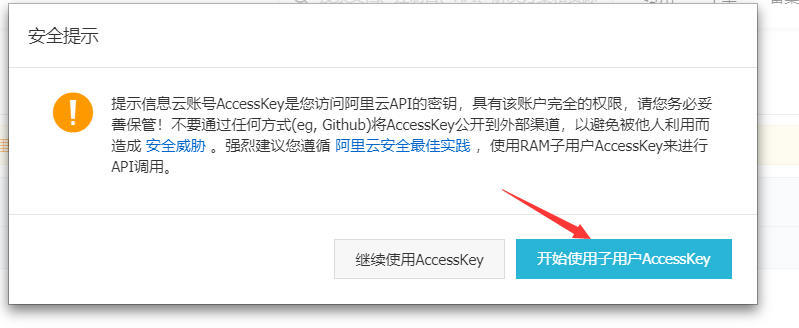 安全提示
提示信息云账号AccessKey是您访问阿里云API的密钥，具有该账户完全的权限，请您务必妥
善保管！不要通过任何方式(eg, Github)将AccessKey公开到外部渠道，以避免被他人利用而
造成 安全威胁 。强烈建议您遵循 阿里云安全最佳实践 ，使用RAM子用户AccessKey来进行
API调用。
继续使用AccessKey
开始使用子用户AccessKey